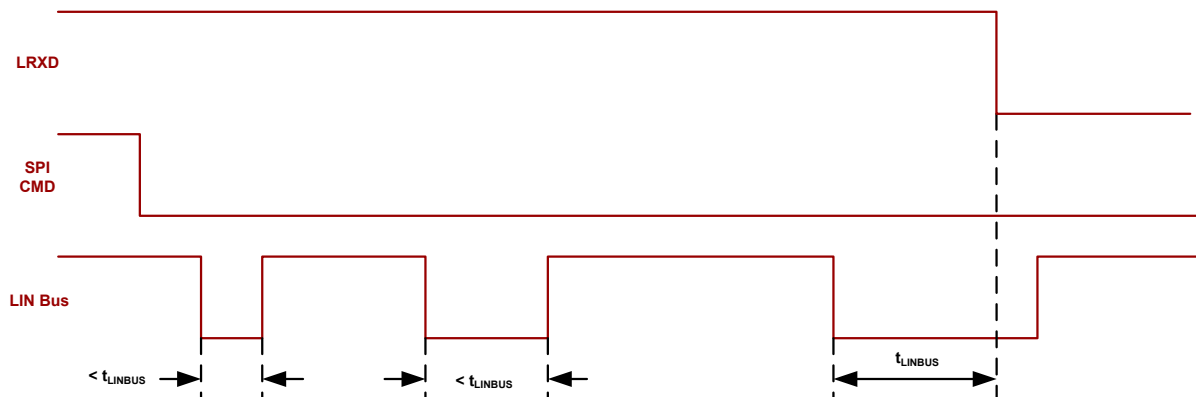 LRXD
SPI
CMD
LIN Bus
< tLINBUS
< tLINBUS
tLINBUS